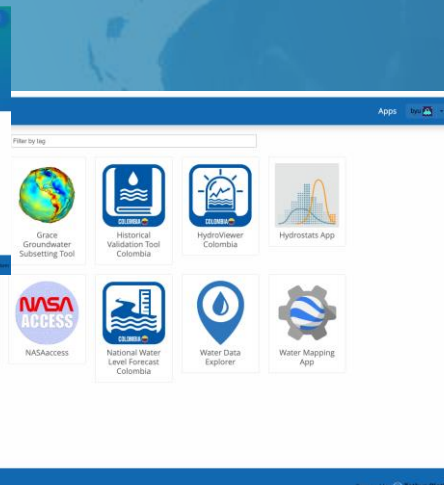 Apps byu
Filter by tag
COLOMBIA
COLOMBIA
Grace
Groundwater
Subsetting Tool
Historical
Validation Tool
Colombia
HydroViewer
Colombia
Hydrostats App
NASA
ACCESS
COLOMBIA
NASAaccess
National Water
Level Forecast
Colombia
Water Data
Explorer
Water Mapping
App